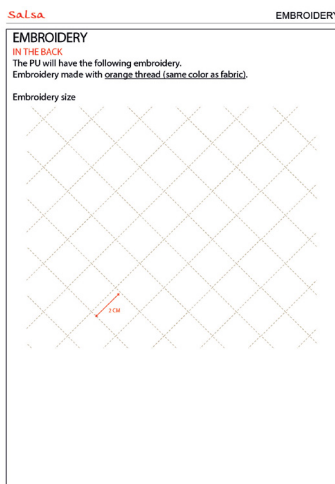 Salsa
EMBROIDERY
EMBROIDERY
IN THE BACK
The PU will have the following embroidery.
Embroidery made with orange thread (same color as fabric).
Embroidery size
2 CM